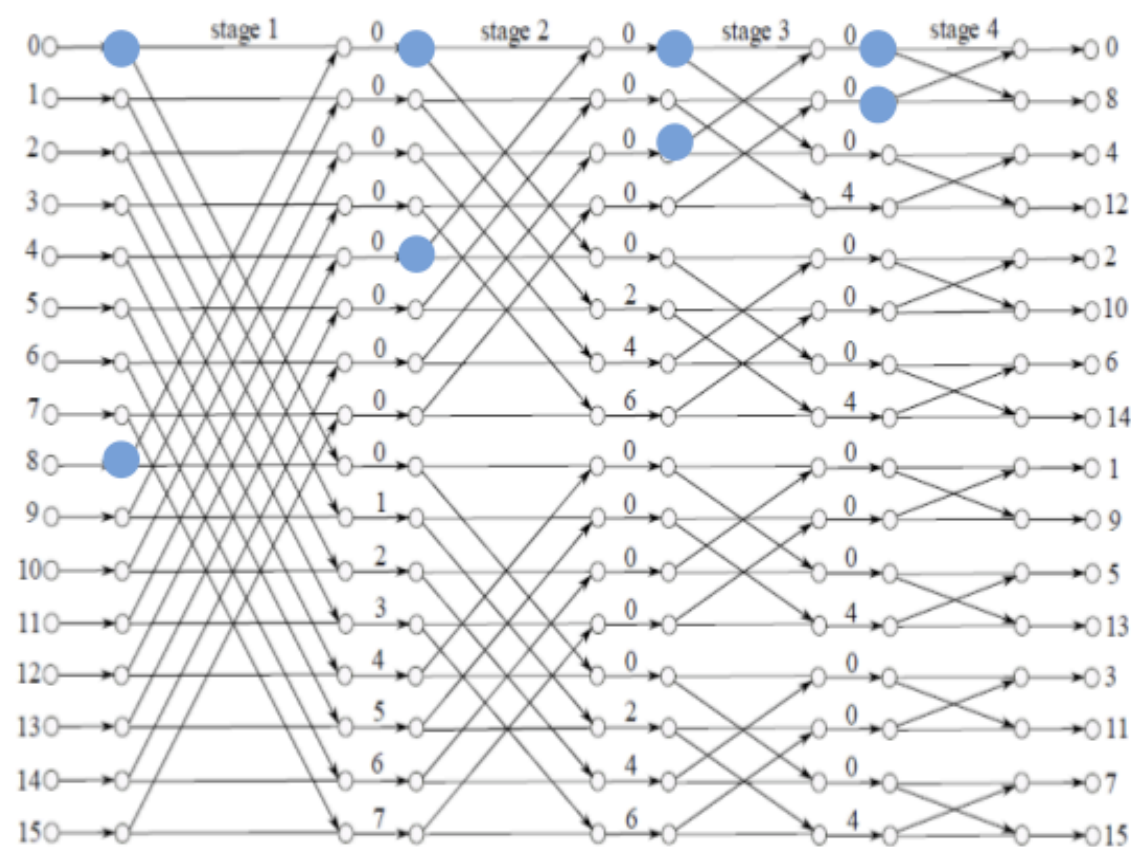 stage 1 stage 2 stage 3 stage 4
0 0 0 0 0
1 0 0 0 8
2 0 0 0 4
3 0 0 4 12
4 0 0 0 2
5 0 2 0 10
6 0 4 0 6
7 0 6 4 14
8 0 0 0 1
9 1 0 0 9
10 2 0 0 5
11 3 0 4 13
12 4 0 0 3
13 5 2 0 11
14 6 4 0 7
15 7 6 4 15